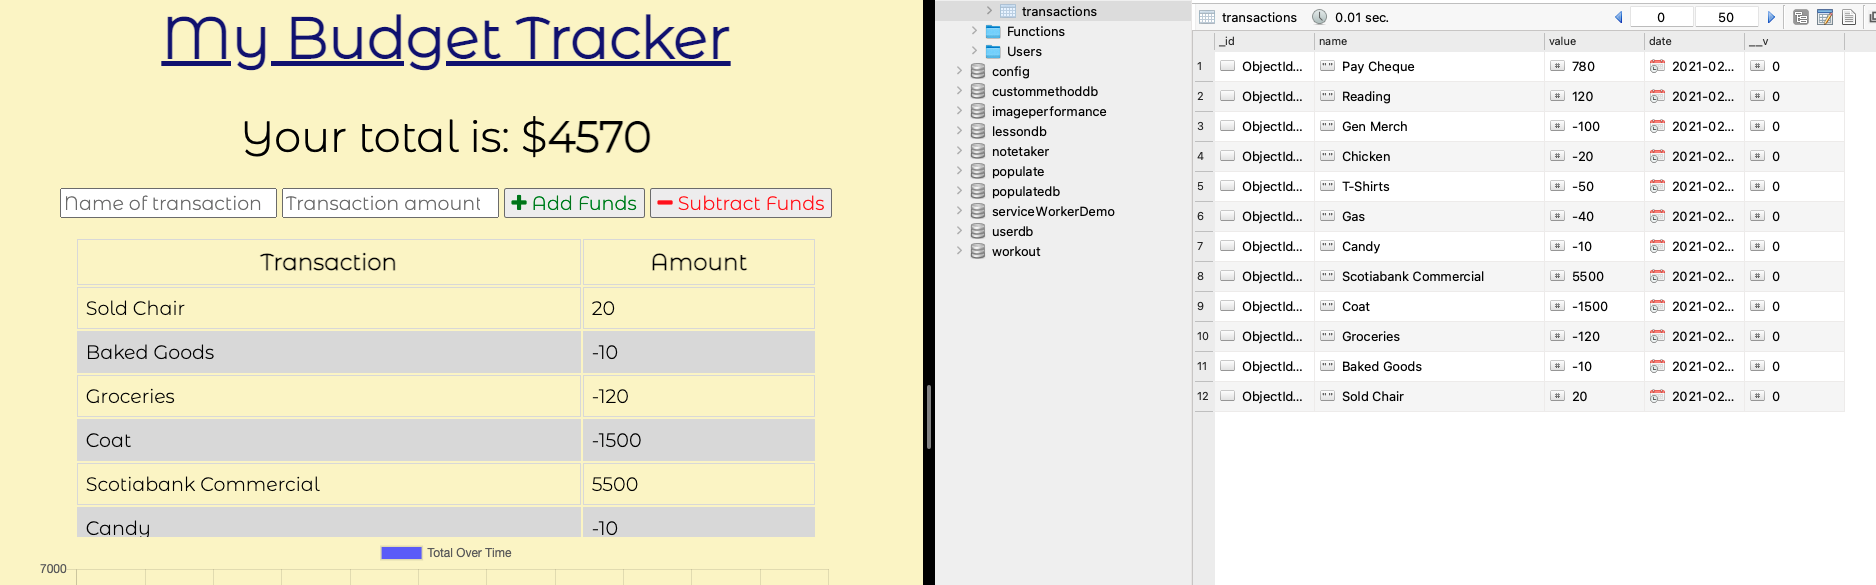 My Budget Tracker
Your total is: $4570
Name of transaction Transaction amount Add Funds Subtract Funds
Transaction Amount
Sold Chair 20
Baked Goods -10
Groceries -120
Coat -1500
Scotiabank Commercial 5500
Candy -10
Total Over Time
7000
transactions
Functions
Users
config
custommethoddb
imageperformance
lessondb
notetaker
populate
populatedb
serviceWorkerDemo
userdb
workout
transactions 0.01 sec. 0 50
_id name value date __v
1 ObjectId... "" Pay Cheque # 780 2021-02... # 0
2 ObjectId... "" Reading # 120 2021-02... # 0
3 ObjectId... "" Gen Merch # -100 2021-02... # 0
4 ObjectId... "" Chicken # -20 2021-02... # 0
5 ObjectId... "" T-Shirts # -50 2021-02... # 0
6 ObjectId... "" Gas # -40 2021-02... # 0
7 ObjectId... "" Candy # -10 2021-02... # 0
8 ObjectId... "" Scotiabank Commercial # 5500 2021-02... # 0
9 ObjectId... "" Coat # -1500 2021-02... # 0
10 ObjectId... "" Groceries # -120 2021-02... # 0
11 ObjectId... "" Baked Goods # -10 2021-02... # 0
12 ObjectId... "" Sold Chair # 20 2021-02... # 0